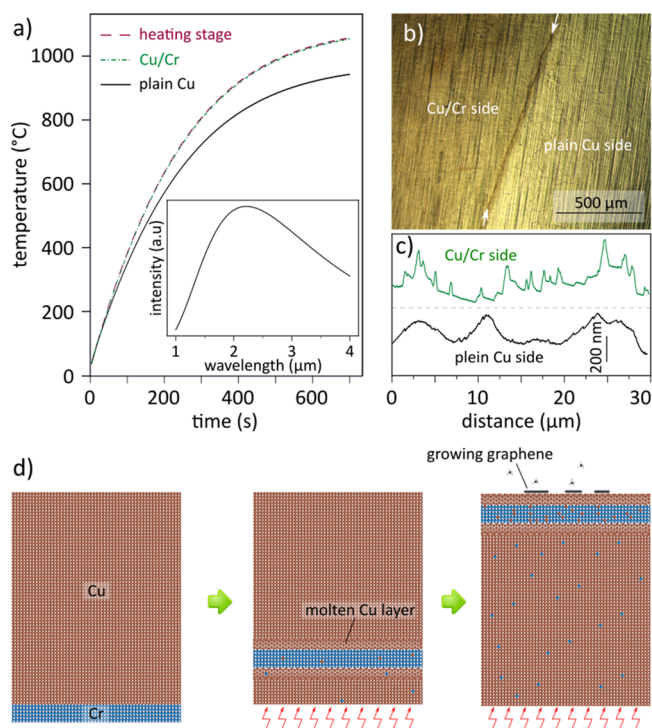 a)
heating stage
Cu/Cr
plain Cu
1000
800
600
400
200
0
temperature (°C)
0
200
400
600
time (s)
intensity (a.u)
1
2
3
4
wavelength (µm)
b)
Cu/Cr side
plain Cu side
500 µm
c)
Cu/Cr side
plein Cu side
200 nm
0
10
20
30
distance (µm)
d)
growing graphene
Cu
molten Cu layer
Cr